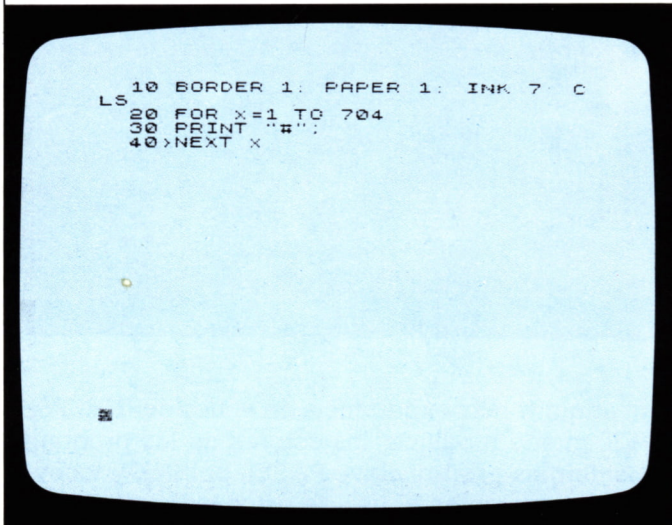 10 BORDER 1: PAPER 1: INK 7: C
LS
20 FOR x=1 TO 704
30 PRINT "#";
40>NEXT x